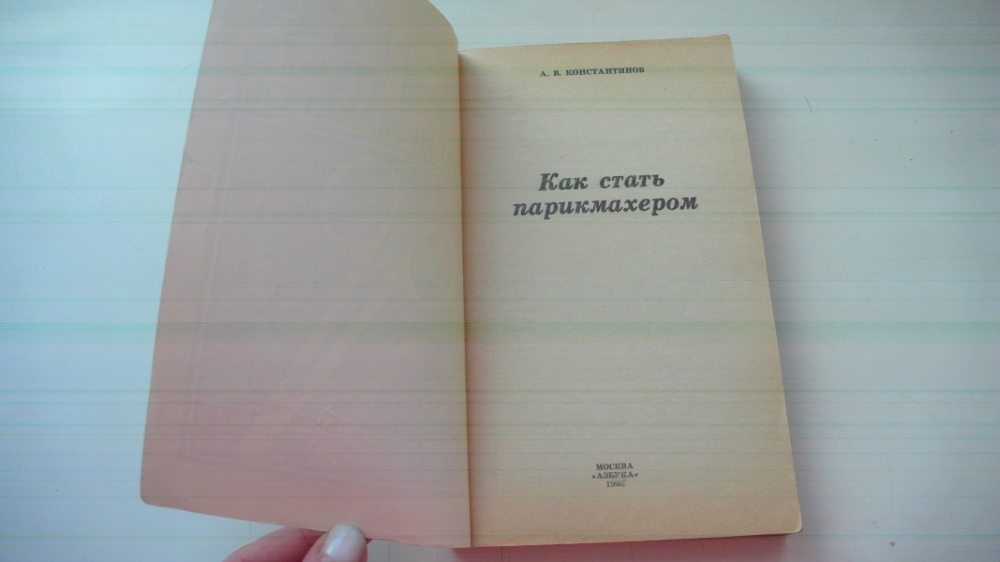 А. В. КОНСТАНТИНОВ
Как стать
парикмахером
МОСКВА
«АЗБУКА»